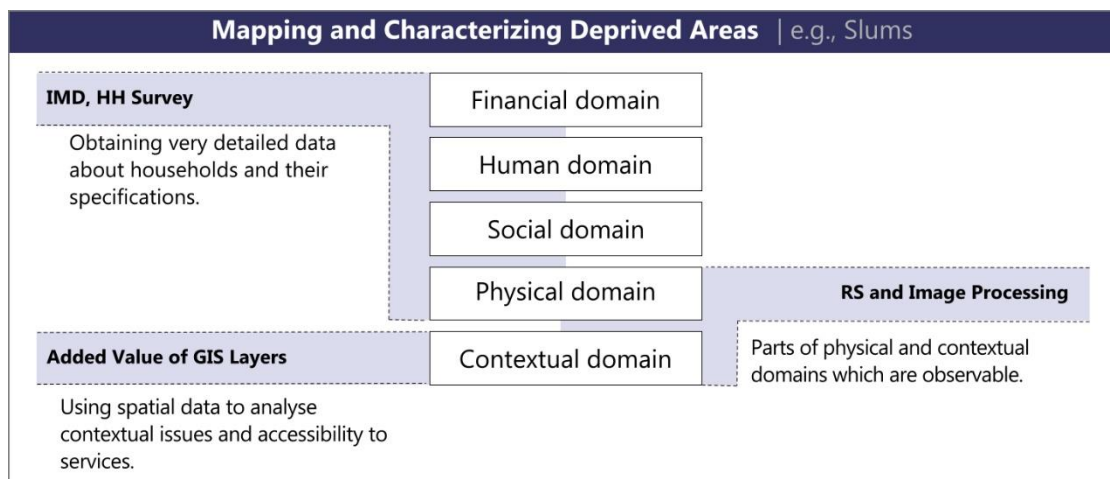 Mapping and Characterizing Deprived Areas | e.g., Slums
IMD, HH Survey
Obtaining very detailed data
about households and their
specifications.
Financial domain
Human domain
Social domain
Physical domain
Contextual domain
RS and Image Processing
Parts of physical and contextual
domains which are observable.
Added Value of GIS Layers
Using spatial data to analyse
contextual issues and accessibility to
services.